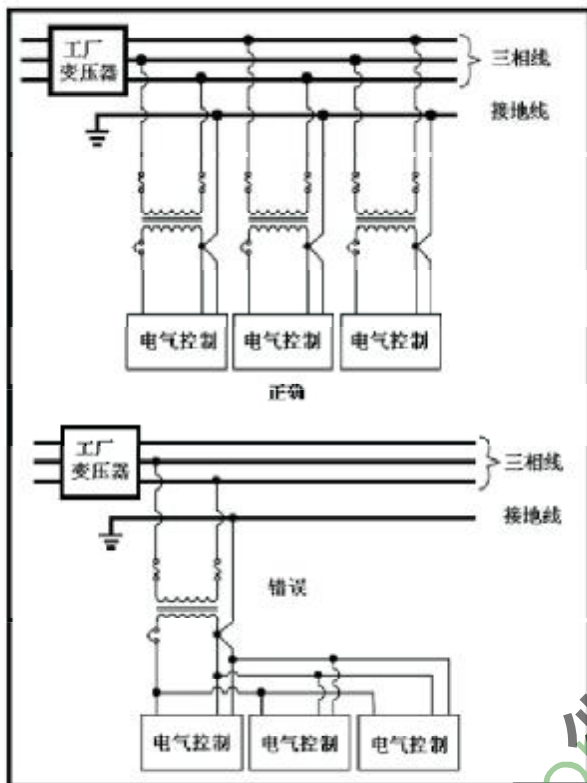 工厂
变压器
三相线
接地线
电气控制
电气控制
电气控制
正确
工厂
变压器
三相线
接地线
错误
电气控制
电气控制
电气控制